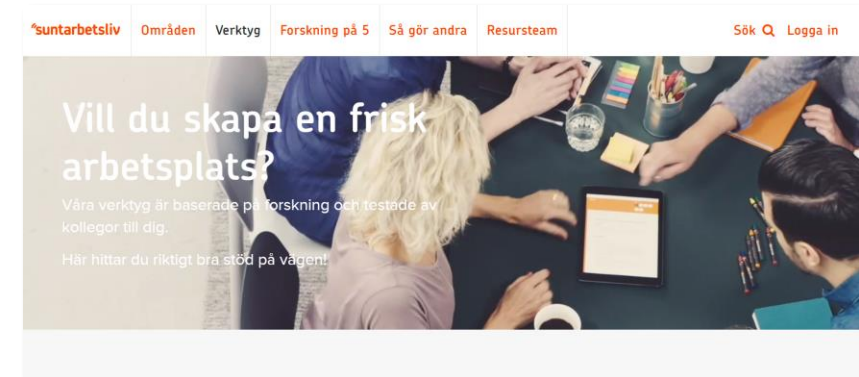 suntarbetsliv Områden Verktyg Forskning på 5 Så gör andra Resursteam Sök Logga in
Vill du skapa en frisk
arbetsplats?
Våra verktyg är baserade på forskning och testade av
kollegor till dig.
Här hittar du riktigt bra stöd på vägen!